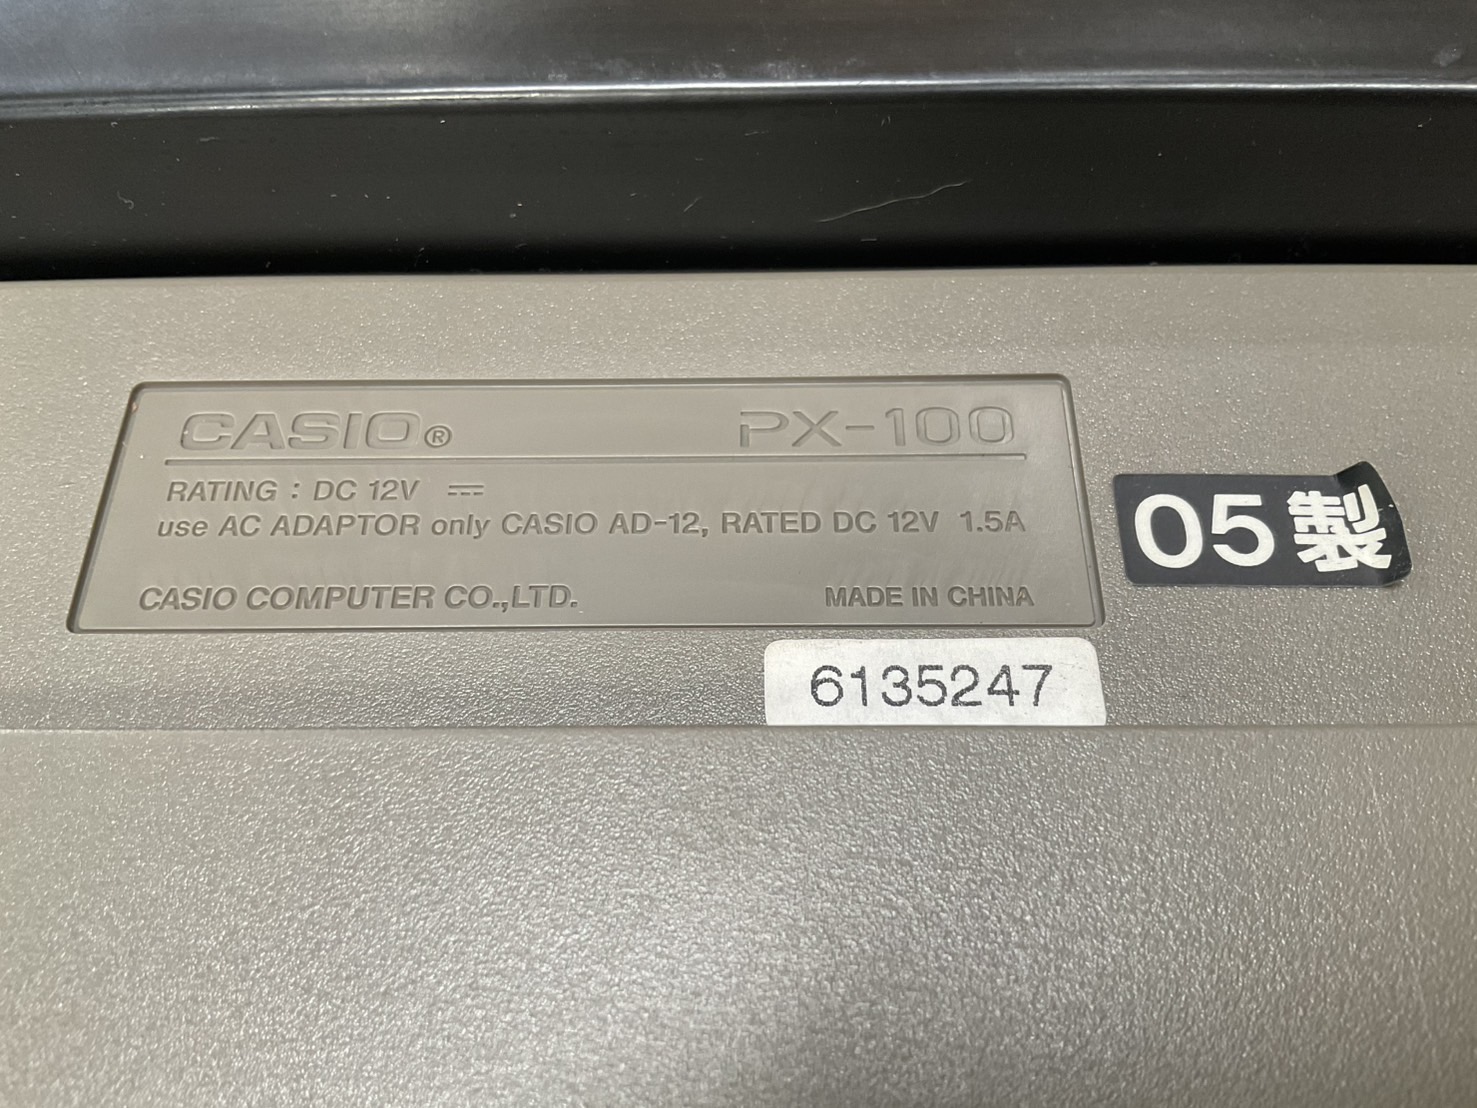 CASIO® PX-100
RATING : DC 12V ⎓
use AC ADAPTOR only CASIO AD-12, RATED DC 12V 1.5A
CASIO COMPUTER CO.,LTD. MADE IN CHINA
05製
6135247